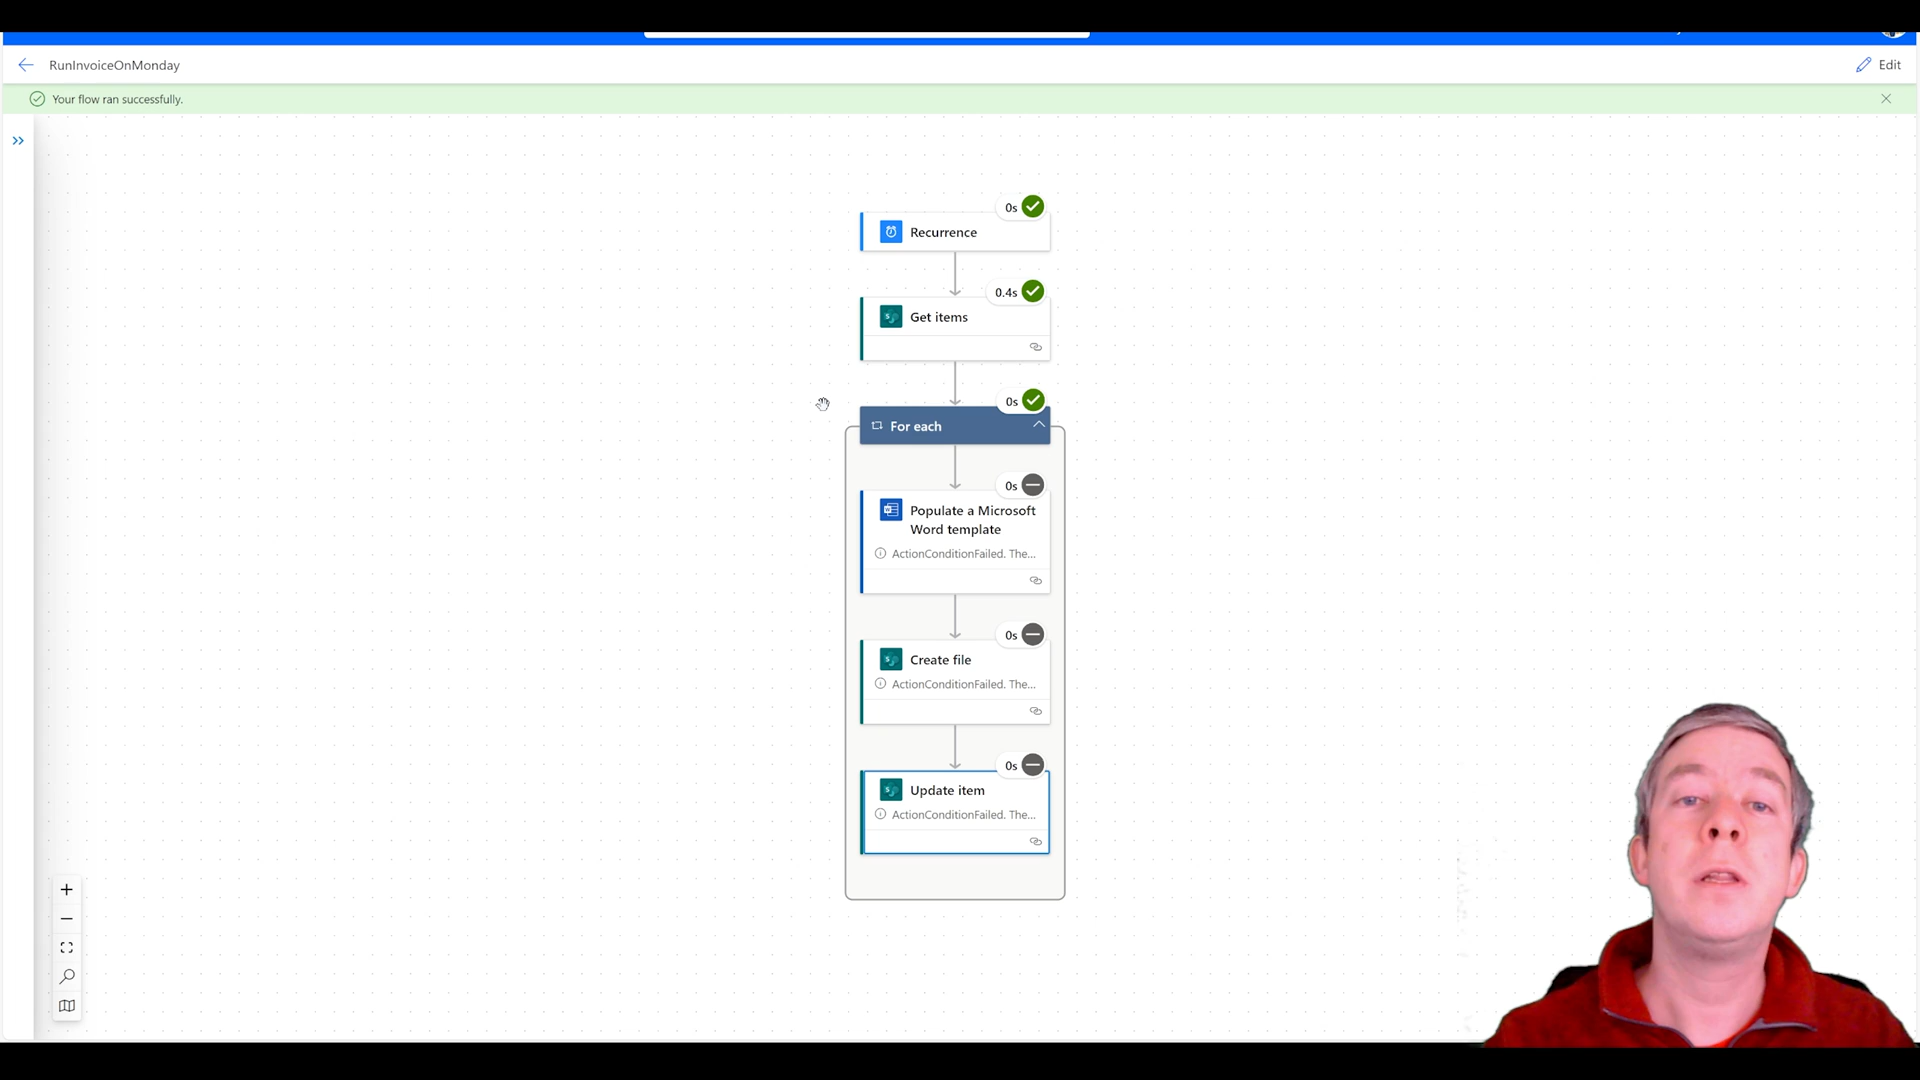 RunInvoiceOnMonday
Edit
Your flow ran successfully.
0s
Recurrence
0.4s
Get items
0s
For each
0s
Populate a Microsoft
Word template
ActionConditionFailed. The...
0s
Create file
ActionConditionFailed. The...
0s
Update item
ActionConditionFailed. The...